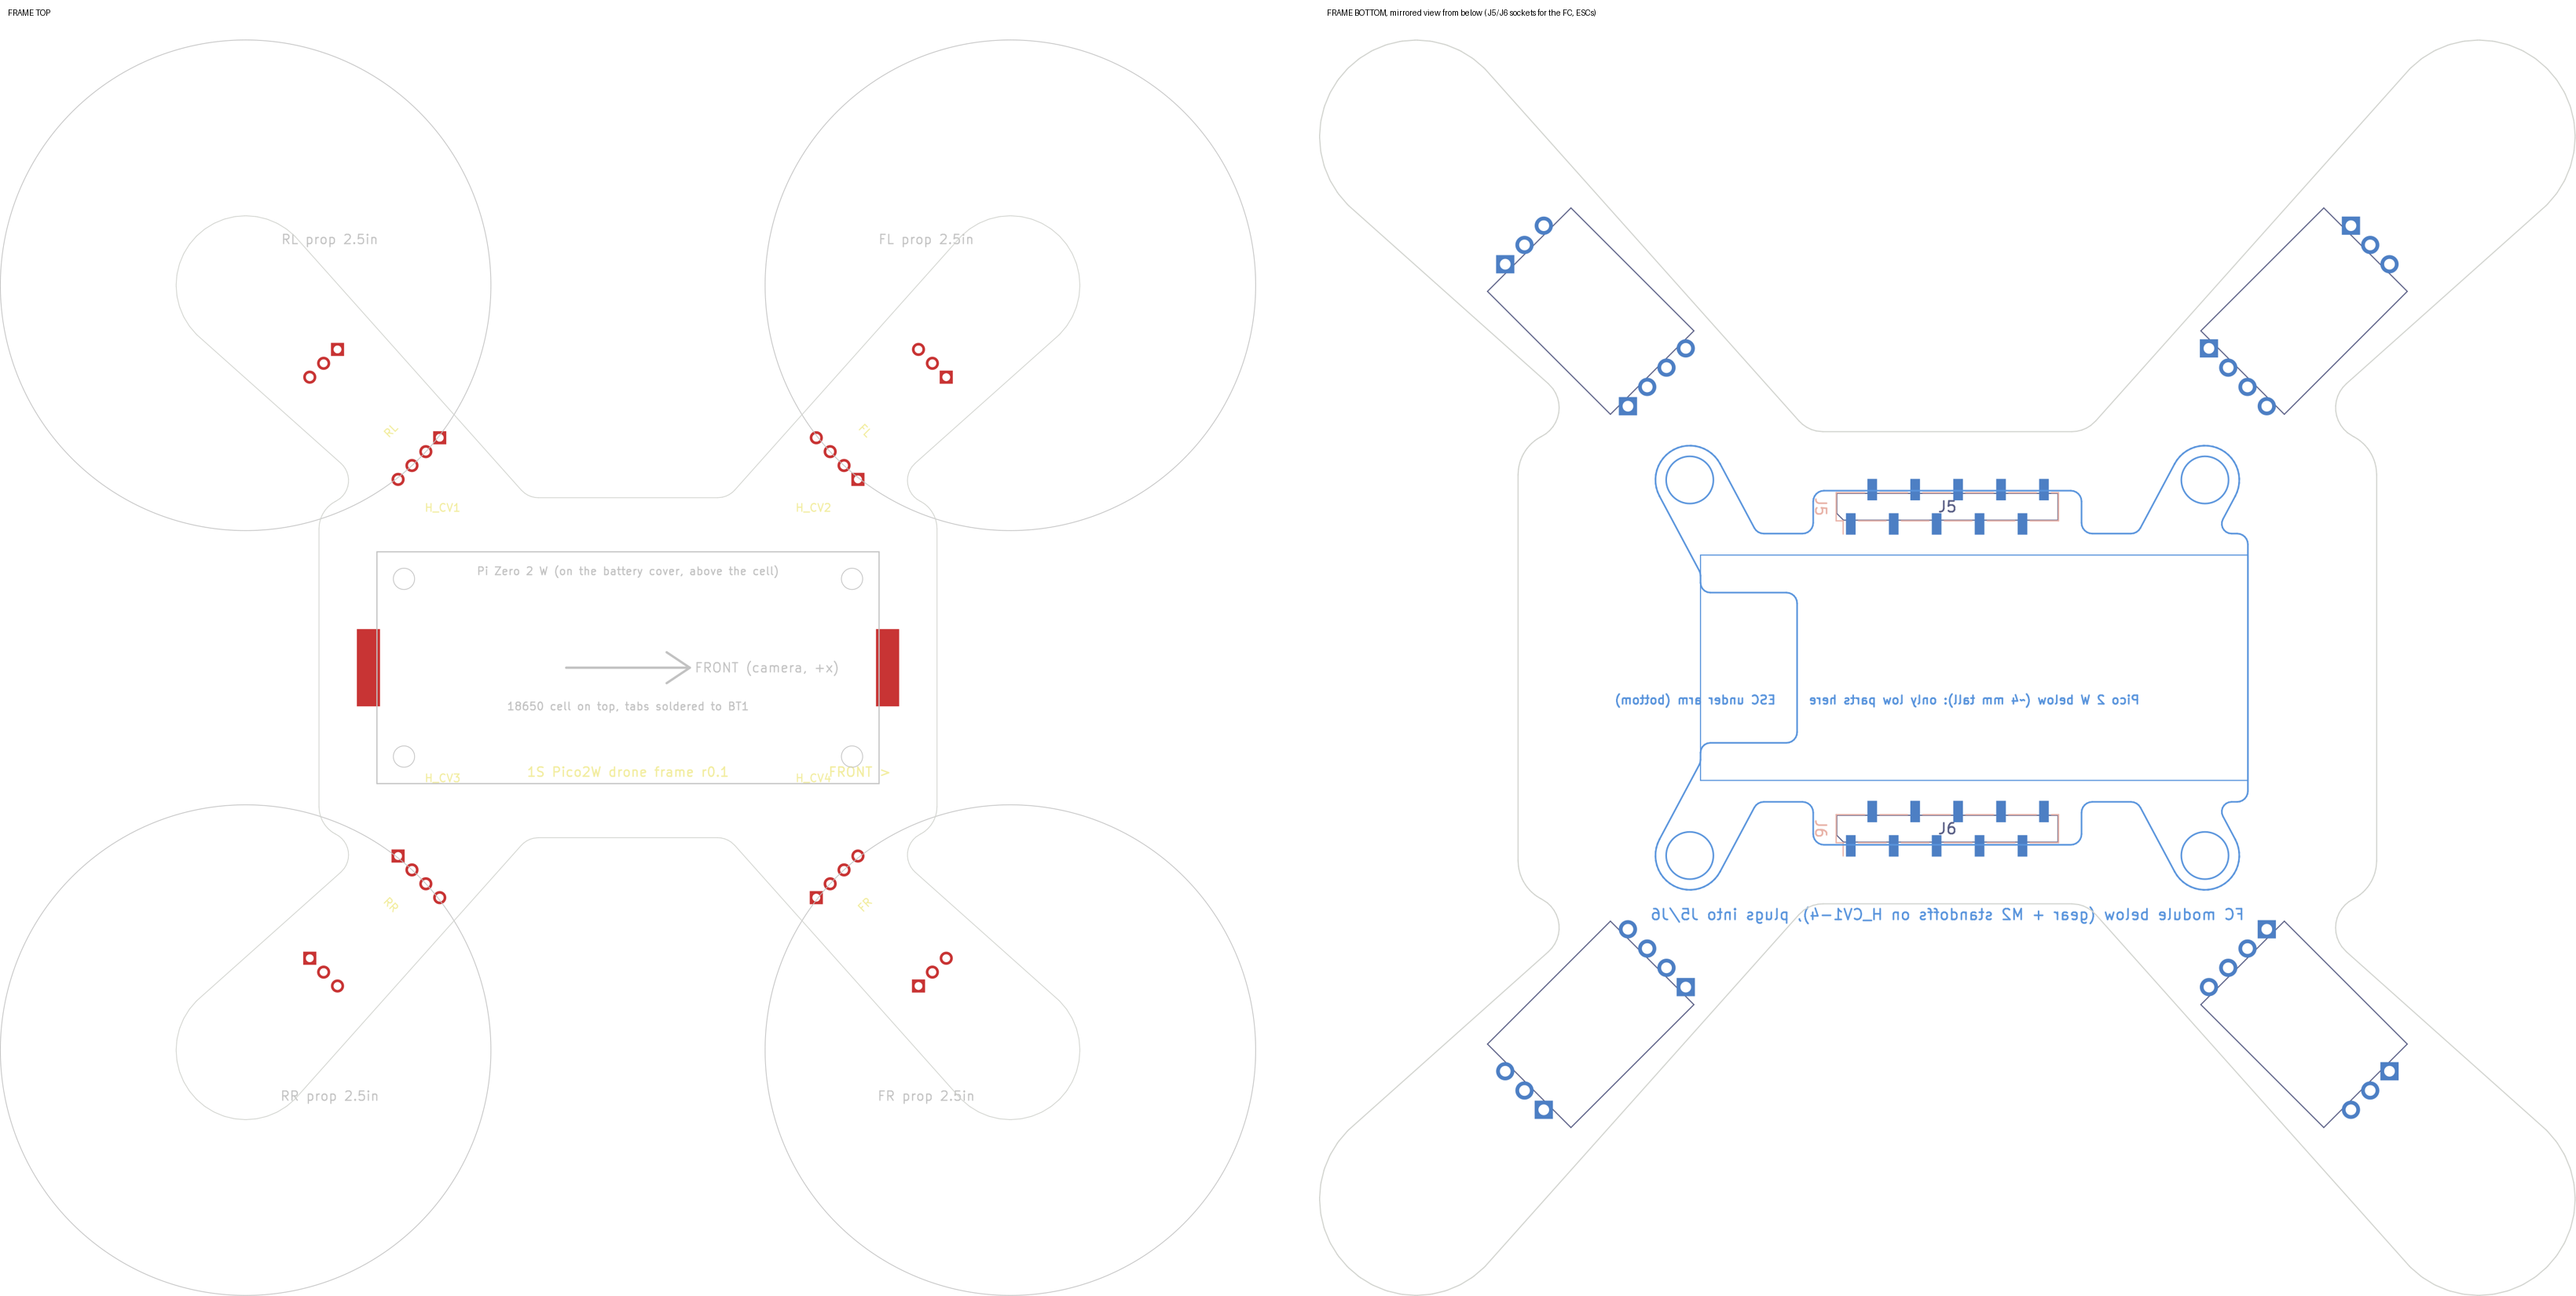 FRAME TOP
FRAME BOTTOM, mirrored view from below (J5/J6 sockets for the FC, ESCs)
RL prop 2.5in
FL prop 2.5in
RL
FL
H_CV1
H_CV2
Pi Zero 2 W (on the battery cover, above the cell)
FRONT (camera, +x)
18650 cell on top, tabs soldered to BT1
1S Pico2W drone frame r0.1
FRONT >
H_CV3
H_CV4
RR
FR
RR prop 2.5in
FR prop 2.5in
J5
J5
ESC under arm (bottom)
Pico 2 W below (~4 mm tall): only low parts here
J6
J6
FC module below (gear + M2 standoffs on H_CV1-4), plugs into J5/J6